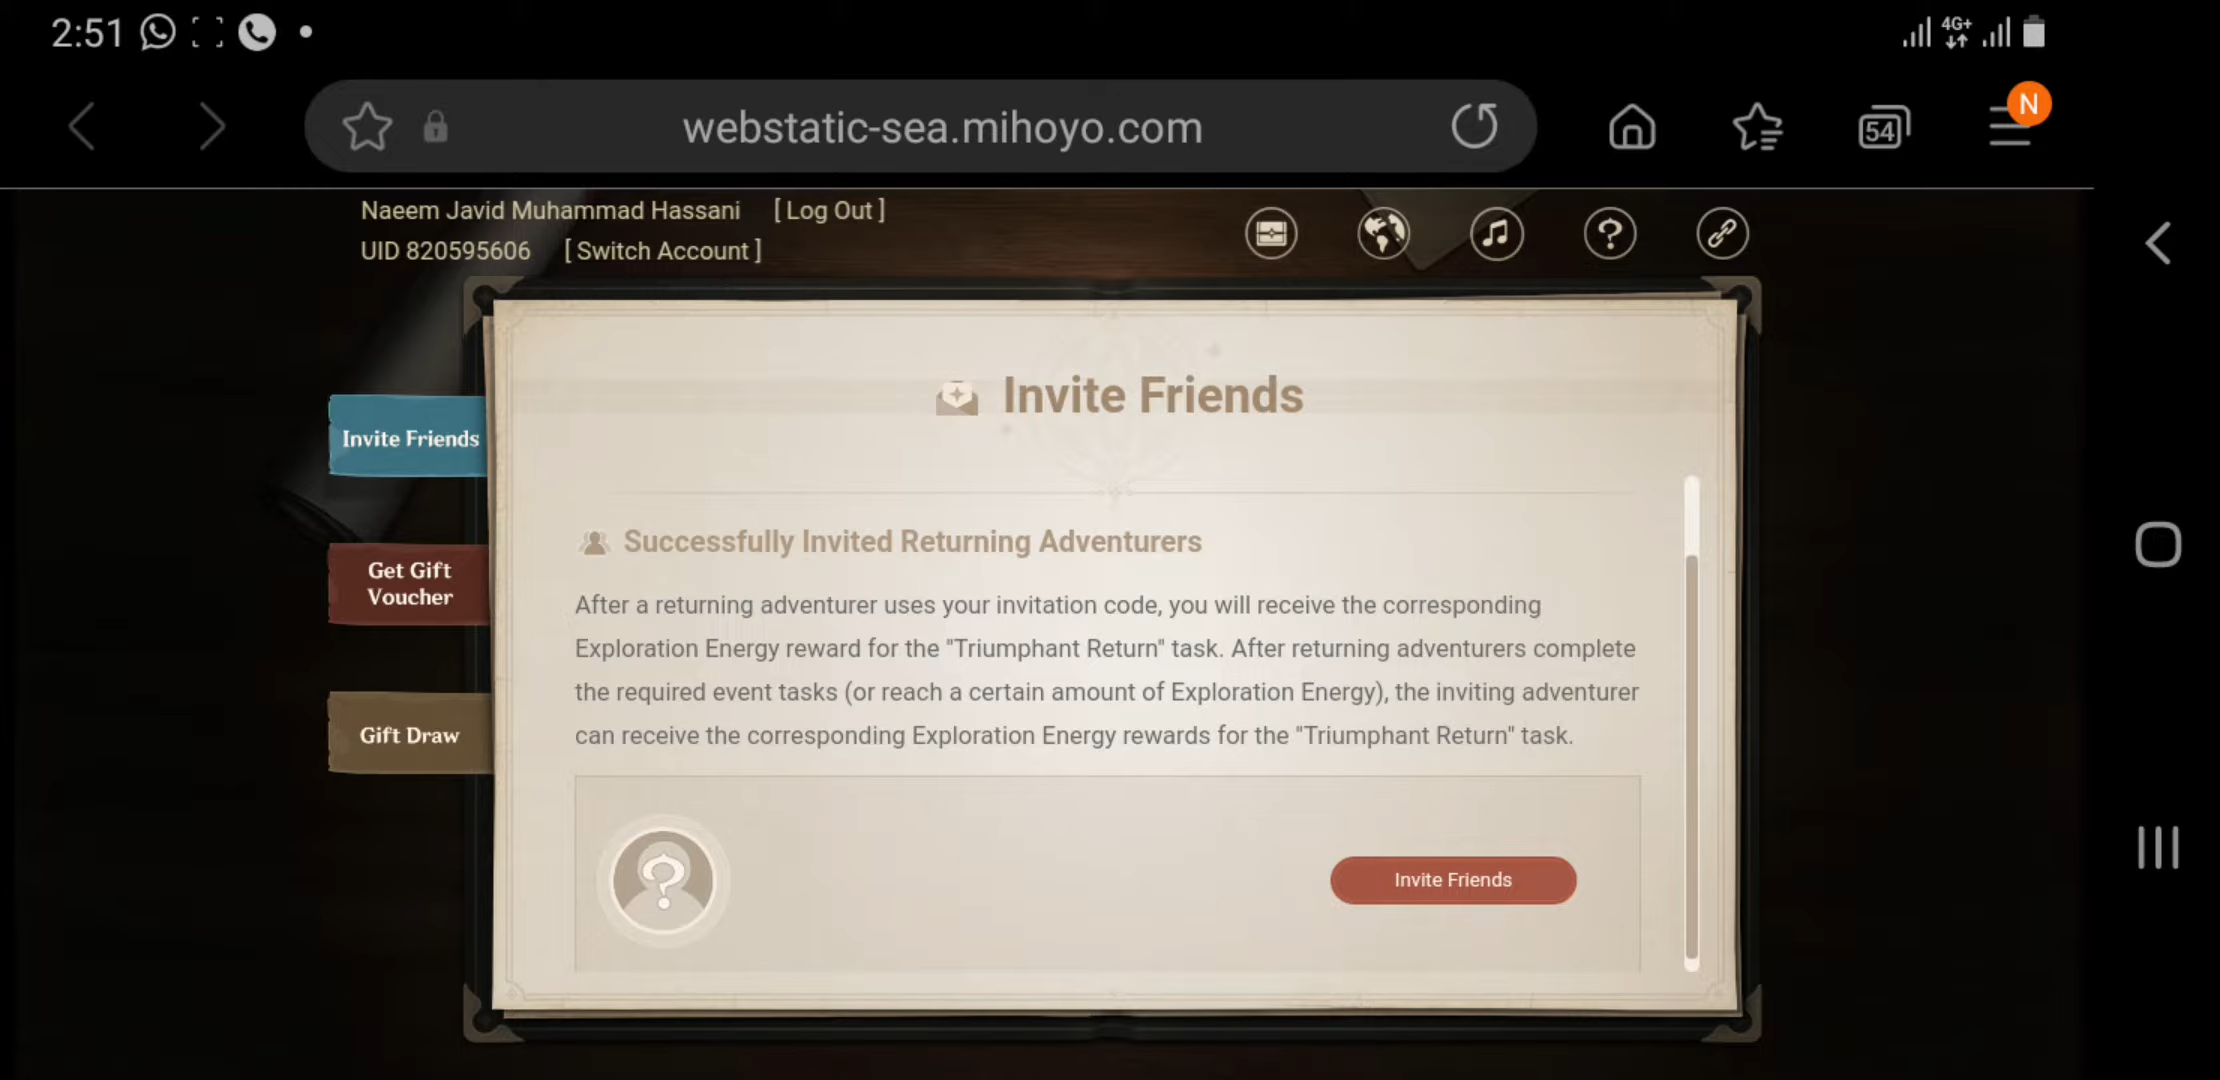 2:51
4G+
webstatic-sea.mihoyo.com
54
N
Naeem Javid Muhammad Hassani [ Log Out ]
UID 820595606 [ Switch Account ]
Invite Friends
Invite Friends
Successfully Invited Returning Adventurers
Get Gift
Voucher
After a returning adventurer uses your invitation code, you will receive the corresponding
Exploration Energy reward for the "Triumphant Return" task. After returning adventurers complete
the required event tasks (or reach a certain amount of Exploration Energy), the inviting adventurer
can receive the corresponding Exploration Energy rewards for the "Triumphant Return" task.
Gift Draw
Invite Friends